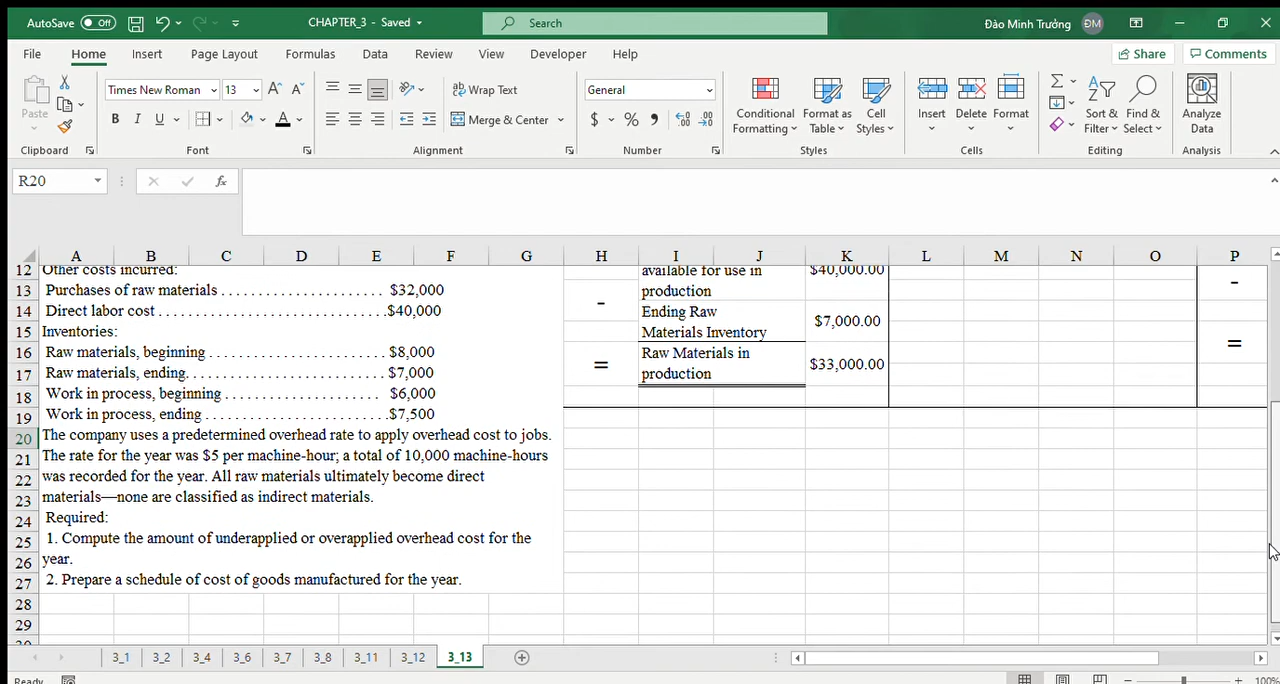 AutoSave Off CHAPTER_3 - Saved Search Đào Minh Trưởng ĐM
File Home Insert Page Layout Formulas Data Review View Developer Help Share Comments
Paste Times New Roman 13 A^ A˅ Wrap Text General Conditional Format as Cell Insert Delete Format Sort & Find & Analyze
B I U A Merge & Center $ % Formatting Table Styles Filter Select Data
Clipboard Font Alignment Number Styles Cells Editing Analysis
R20 fx
A B C D E F G H I J K L M N O P
12 Other costs incurred: available for use in $40,000.00
13 Purchases of raw materials . . . . . . . . . . . . . . . . . . . . . . $32,000 - production -
14 Direct labor cost . . . . . . . . . . . . . . . . . . . . . . . . . . . . . . .$40,000 Ending Raw $7,000.00
15 Inventories: Materials Inventory =
16 Raw materials, beginning . . . . . . . . . . . . . . . . . . . . . . . $8,000 = Raw Materials in $33,000.00
17 Raw materials, ending. . . . . . . . . . . . . . . . . . . . . . . . . . $7,000 production
18 Work in process, beginning . . . . . . . . . . . . . . . . . . . . . $6,000
19 Work in process, ending . . . . . . . . . . . . . . . . . . . . . . . .$7,500
20 The company uses a predetermined overhead rate to apply overhead cost to jobs.
21 The rate for the year was $5 per machine-hour; a total of 10,000 machine-hours
22 was recorded for the year. All raw materials ultimately become direct
23 materials—none are classified as indirect materials.
24 Required:
25 1. Compute the amount of underapplied or overapplied overhead cost for the
26 year.
27 2. Prepare a schedule of cost of goods manufactured for the year.
28
29
30
3_1 3_2 3_4 3_6 3_7 3_8 3_11 3_12 3_13
Ready 100%